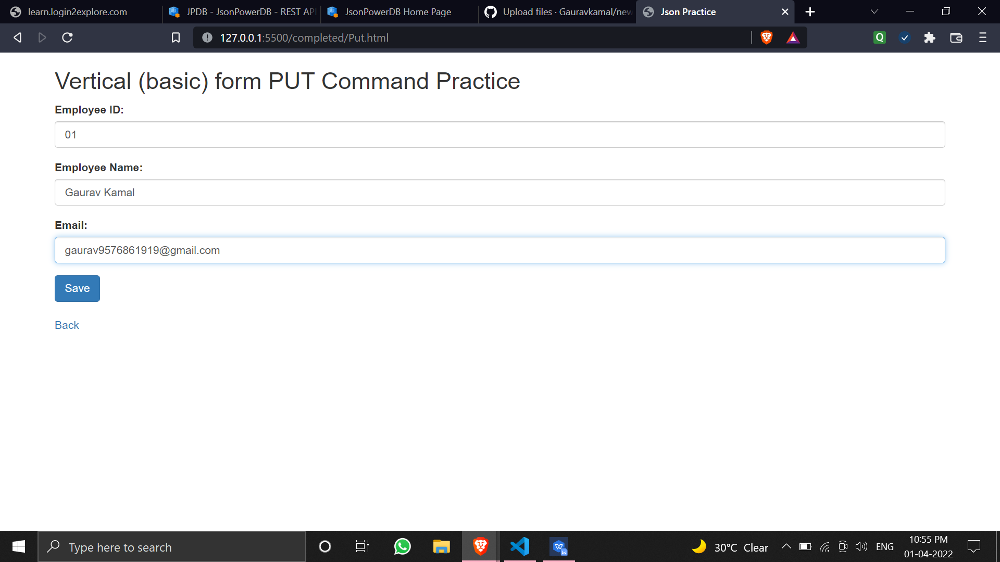 learn.login2explore.com
JPDB - JsonPowerDB - REST API
JsonPowerDB Home Page
Upload files · Gauravkamal/new
Json Practice
127.0.0.1:5500/completed/Put.html
Q
Vertical (basic) form PUT Command Practice
Employee ID:
01
Employee Name:
Gaurav Kamal
Email:
gaurav9576861919@gmail.com
Save
Back
Type here to search
30°C Clear
ENG
10:55 PM
01-04-2022